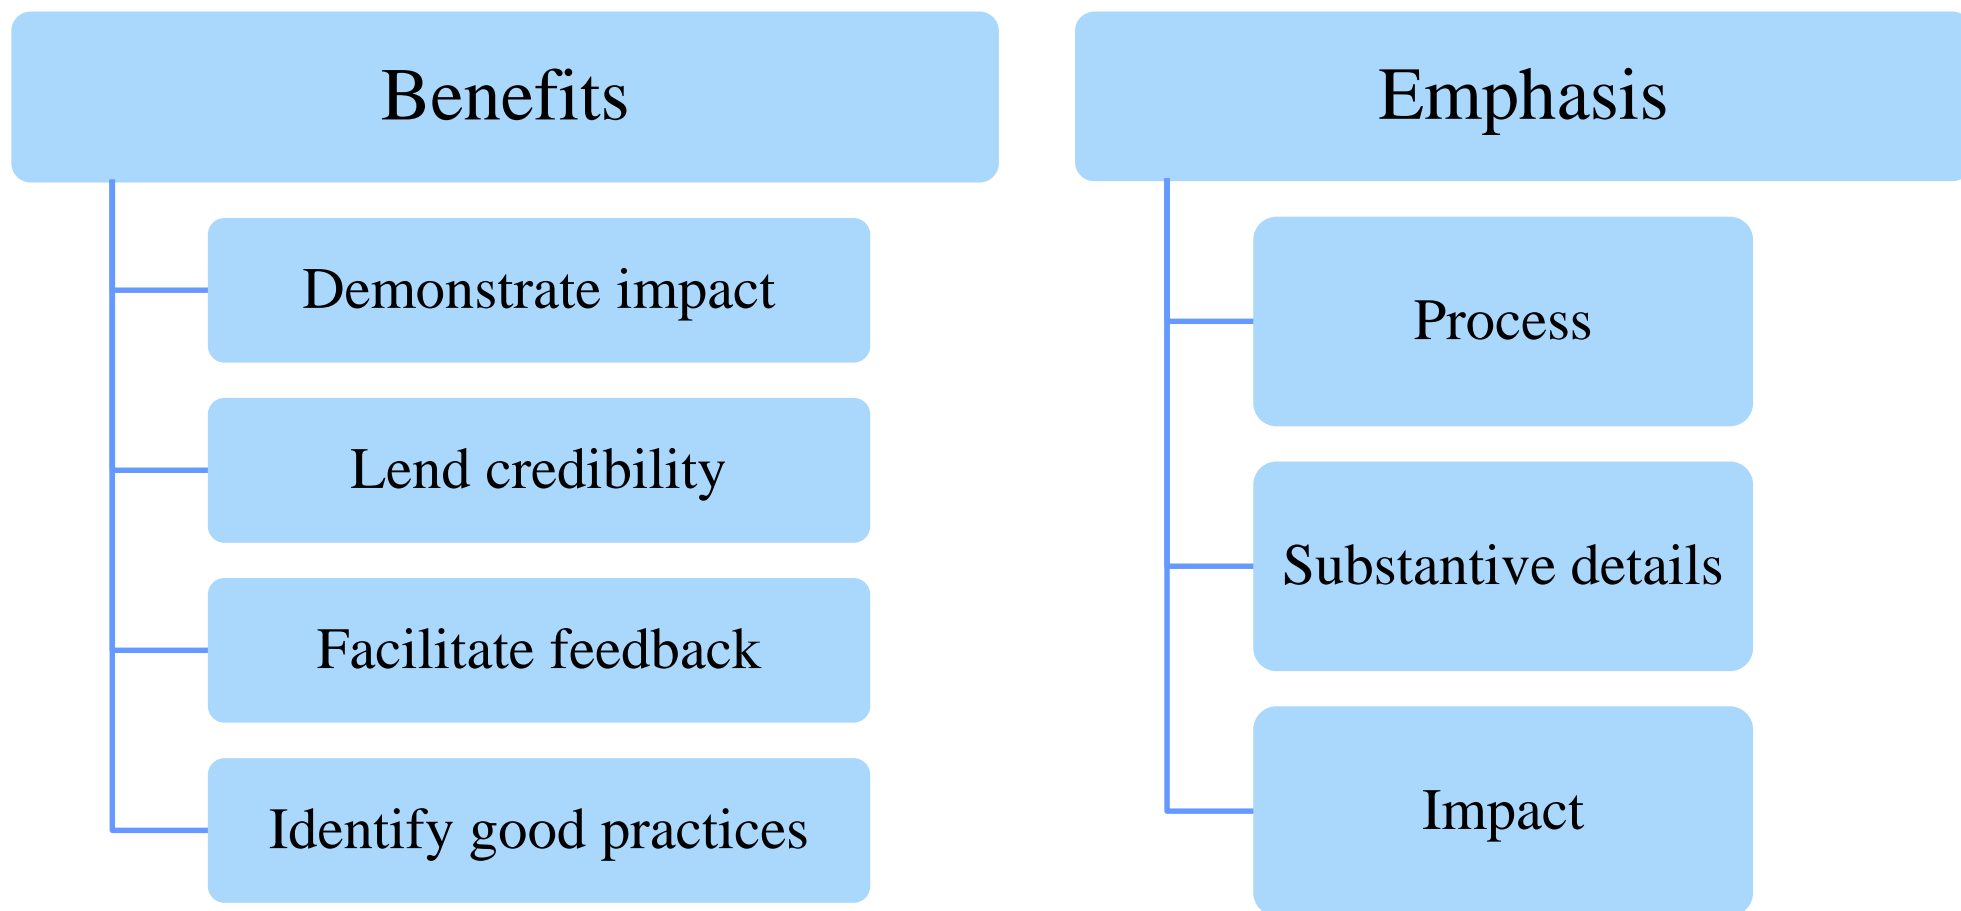 Benefits
Demonstrate impact
Lend credibility
Facilitate feedback
Identify good practices
Emphasis
Process
Substantive details
Impact